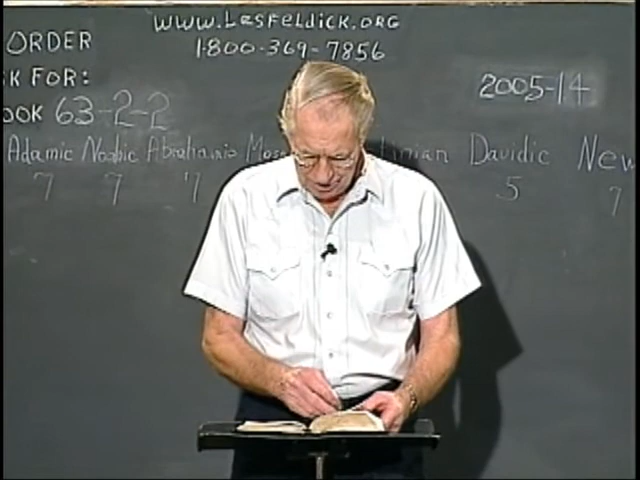 www.LesFeldick.org
1-800-369-7856
ORDER
K FOR:
OOK 63-2-2
2005-14
Adamic Noahic Abrahamic Mos inian Davidic New
7 7 7 5 7